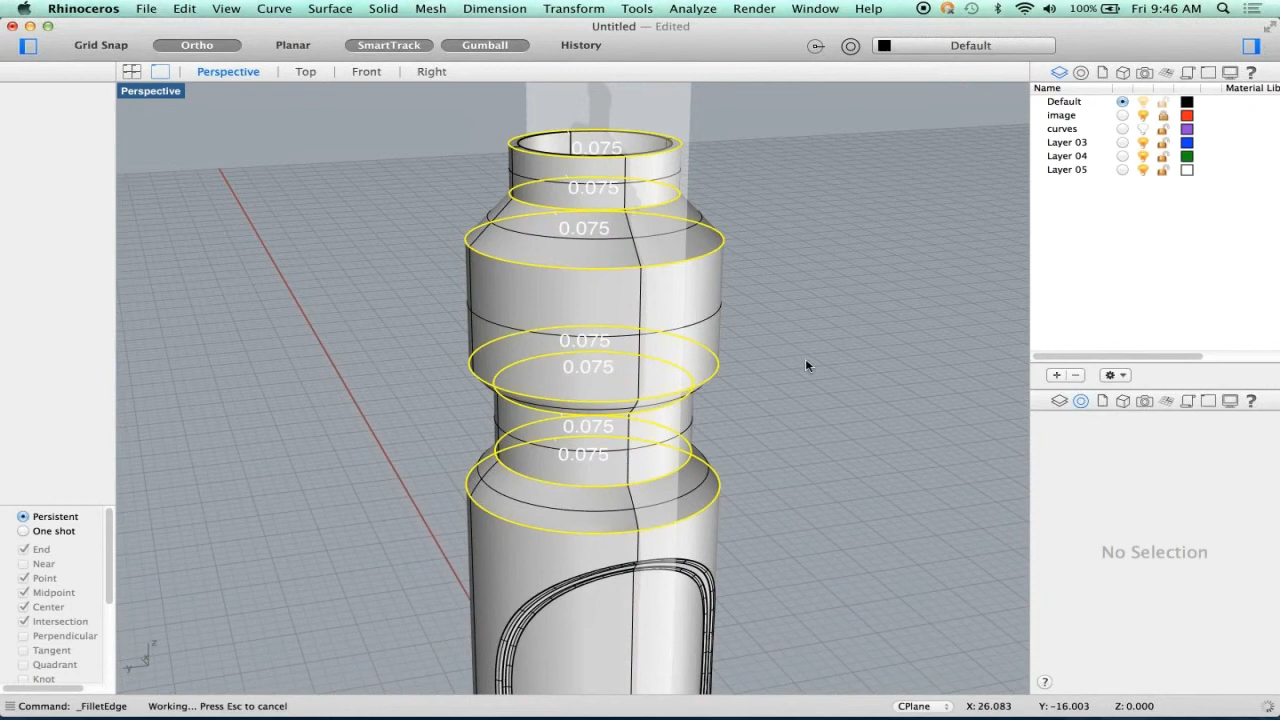 Rhinoceros File Edit View Curve Surface Solid Mesh Dimension Transform Tools Analyze Render Window Help 100% Fri 9:46 AM
Untitled — Edited
Grid Snap Ortho Planar SmartTrack Gumball History Default
Perspective Top Front Right
Perspective
Name Material Lib
Default
image
curves
Layer 03
Layer 04
Layer 05
0.075
0.075
0.075
0.075
0.075
0.075
0.075
Persistent
One shot
End
Near
Point
Midpoint
Center
Intersection
Perpendicular
Tangent
Quadrant
Knot
z
y
x
No Selection
Command: _FilletEdge Working... Press Esc to cancel CPlane X: 26.083 Y: -16.003 Z: 0.000